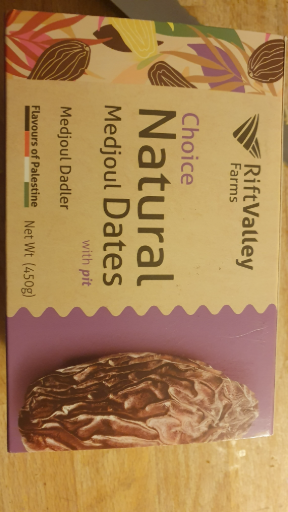 RiftValley
Farms
Choice
Natural
Medjoul Dates
with pit
Medjoul Dadler
Flavours of Palestine
Net Wt (450g)